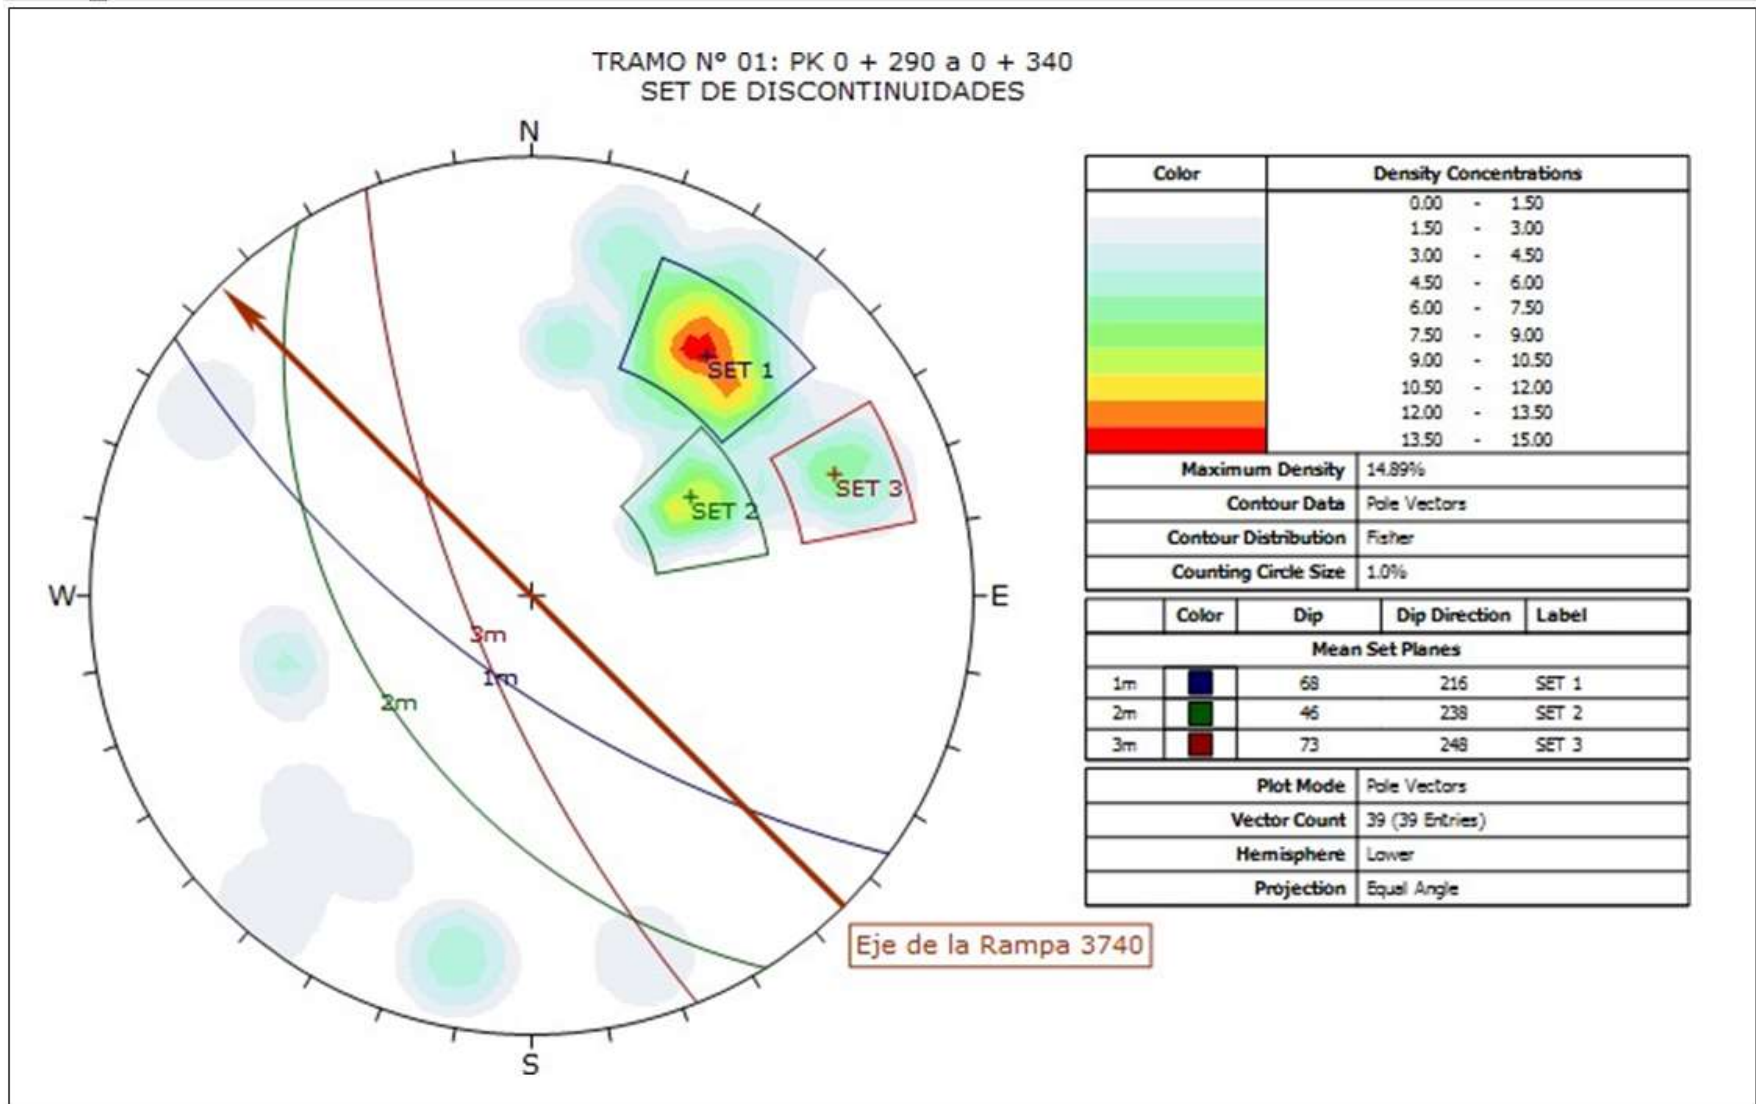 TRAMO N° 01: PK 0 + 290 a 0 + 340
SET DE DISCONTINUIDADES
N
W
E
S
SET 1
SET 2
SET 3
3m
1m
2m
Eje de la Rampa 3740
Color Density Concentrations
0.00 - 1.50
1.50 - 3.00
3.00 - 4.50
4.50 - 6.00
6.00 - 7.50
7.50 - 9.00
9.00 - 10.50
10.50 - 12.00
12.00 - 13.50
13.50 - 15.00
Maximum Density 14.89%
Contour Data Pole Vectors
Contour Distribution Fisher
Counting Circle Size 1.0%
Color Dip Dip Direction Label
Mean Set Planes
1m 68 216 SET 1
2m 46 238 SET 2
3m 73 248 SET 3
Plot Mode Pole Vectors
Vector Count 39 (39 Entries)
Hemisphere Lower
Projection Equal Angle